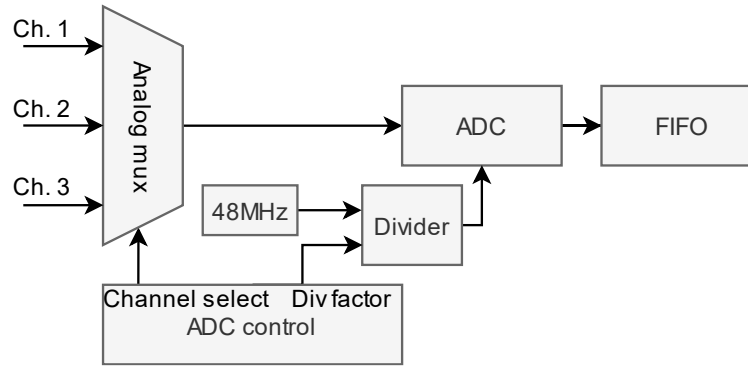 Ch. 1
Ch. 2
Ch. 3
Analog mux
ADC
FIFO
48MHz
Divider
Channel select
Div factor
ADC control